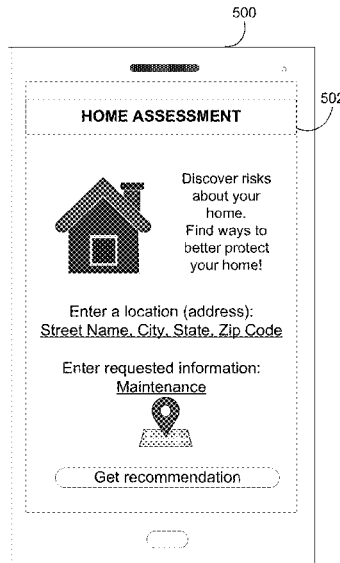 500
502
HOME ASSESSMENT
Discover risks
about your
home.
Find ways to
better protect
your home!
Enter a location (address):
Street Name, City, State, Zip Code
Enter requested information:
Maintenance
Get recommendation